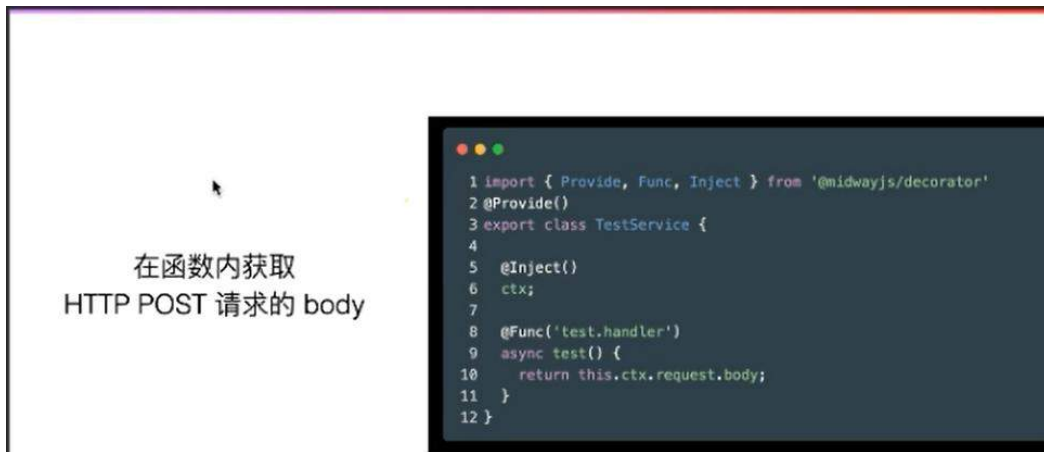 在函数内获取
HTTP POST 请求的 body
1 import { Provide, Func, Inject } from '@midwayjs/decorator'
2 @Provide()
3 export class TestService {
4
5   @Inject()
6   ctx;
7
8   @Func('test.handler')
9   async test() {
10     return this.ctx.request.body;
11   }
12 }